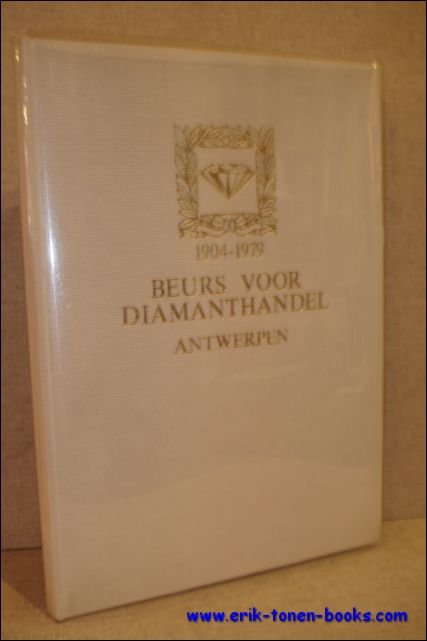 1904-1979
BEURS VOOR
DIAMANTHANDEL
ANTWERPEN
www.erik-tonen-books.com